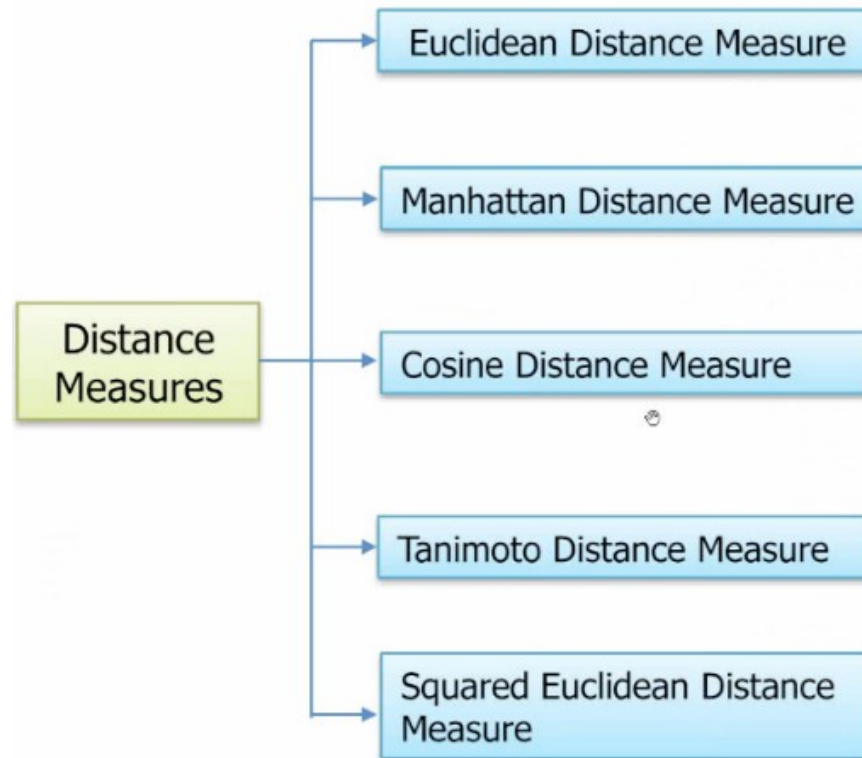 Euclidean Distance Measure
Manhattan Distance Measure
Distance
Measures
Cosine Distance Measure
Tanimoto Distance Measure
Squared Euclidean Distance
Measure